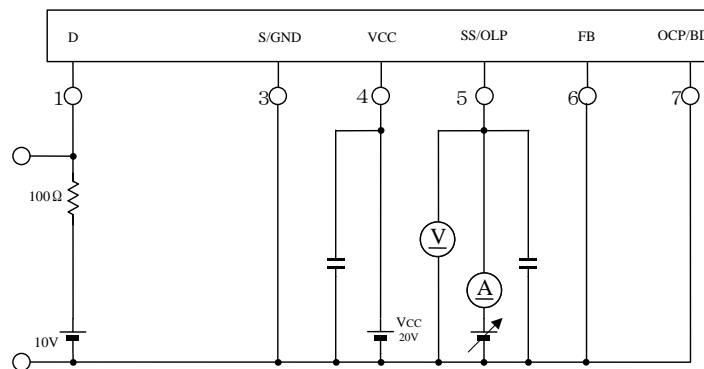 D S/GND VCC SS/OLP FB OCP/BD
1 3 4 5 6 7
100Ω
V
A
10V
VCC
20V